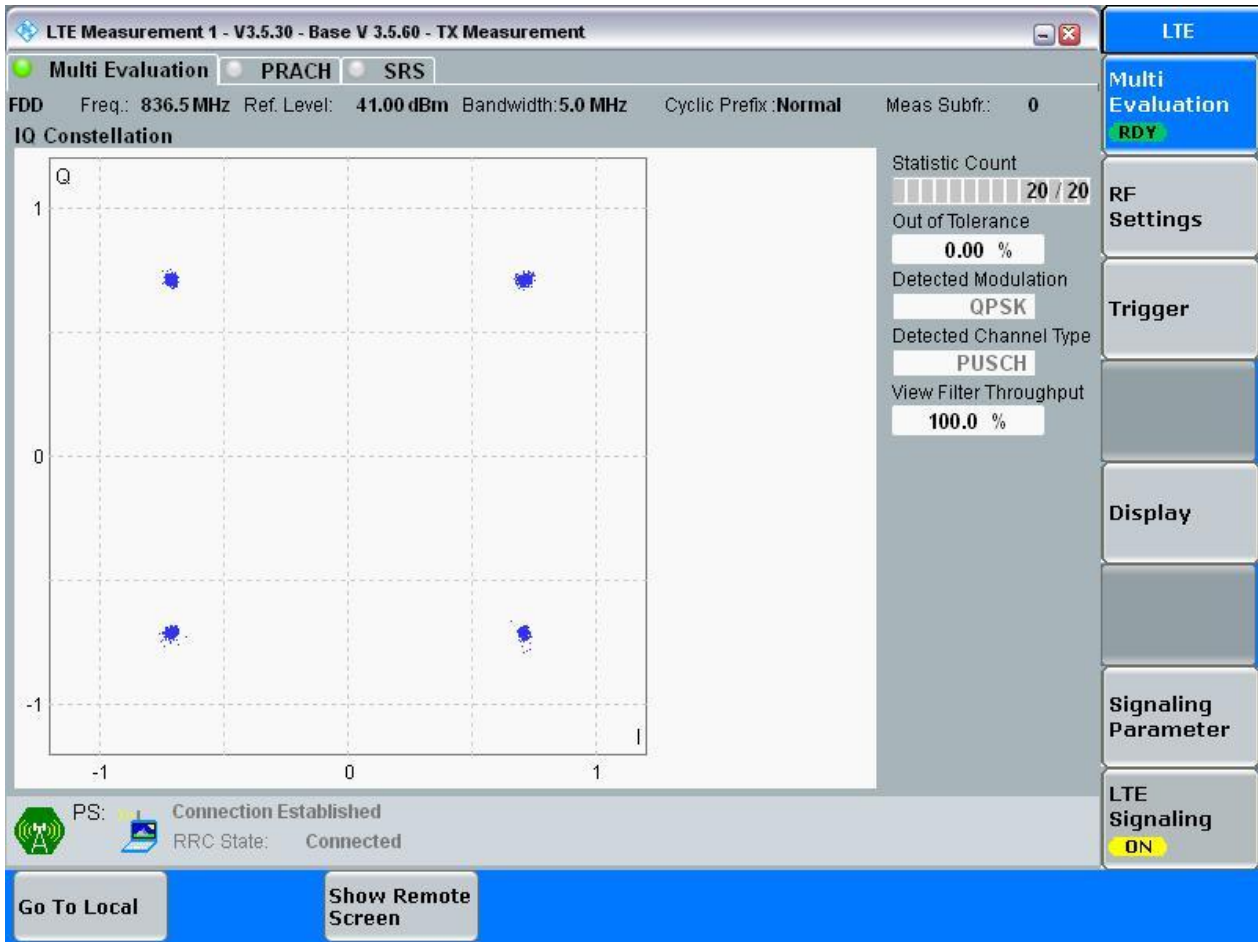 LTE Measurement 1 - V3.5.30 - Base V 3.5.60 - TX Measurement
LTE
Multi Evaluation PRACH SRS
Multi
Evaluation
RDY
FDD Freq.: 836.5 MHz Ref. Level: 41.00 dBm Bandwidth: 5.0 MHz Cyclic Prefix : Normal Meas Subfr.: 0
IQ Constellation
Statistic Count
20 / 20
Out of Tolerance
0.00 %
Detected Modulation
QPSK
Detected Channel Type
PUSCH
View Filter Throughput
100.0 %
Q
1
0
-1
I
-1 0 1
RF
Settings
Trigger
Display
Signaling
Parameter
LTE
Signaling
ON
PS: Connection Established
RRC State: Connected
Go To Local
Show Remote
Screen